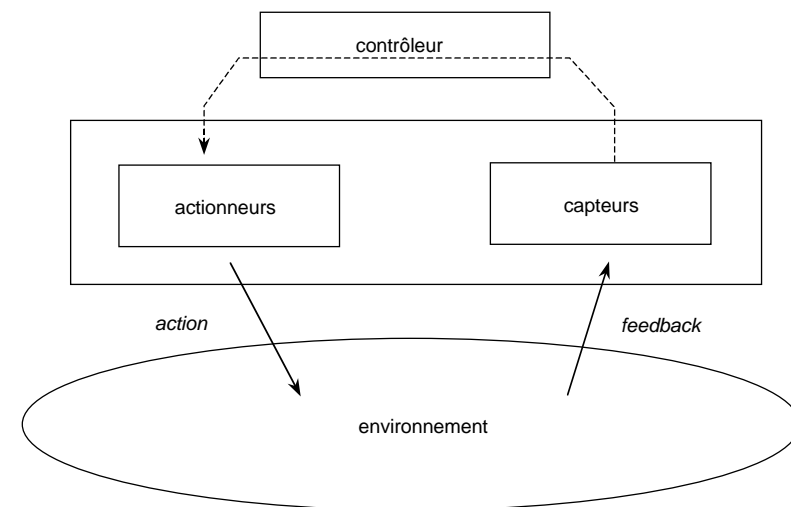 contrôleur
actionneurs
capteurs
action
feedback
environnement